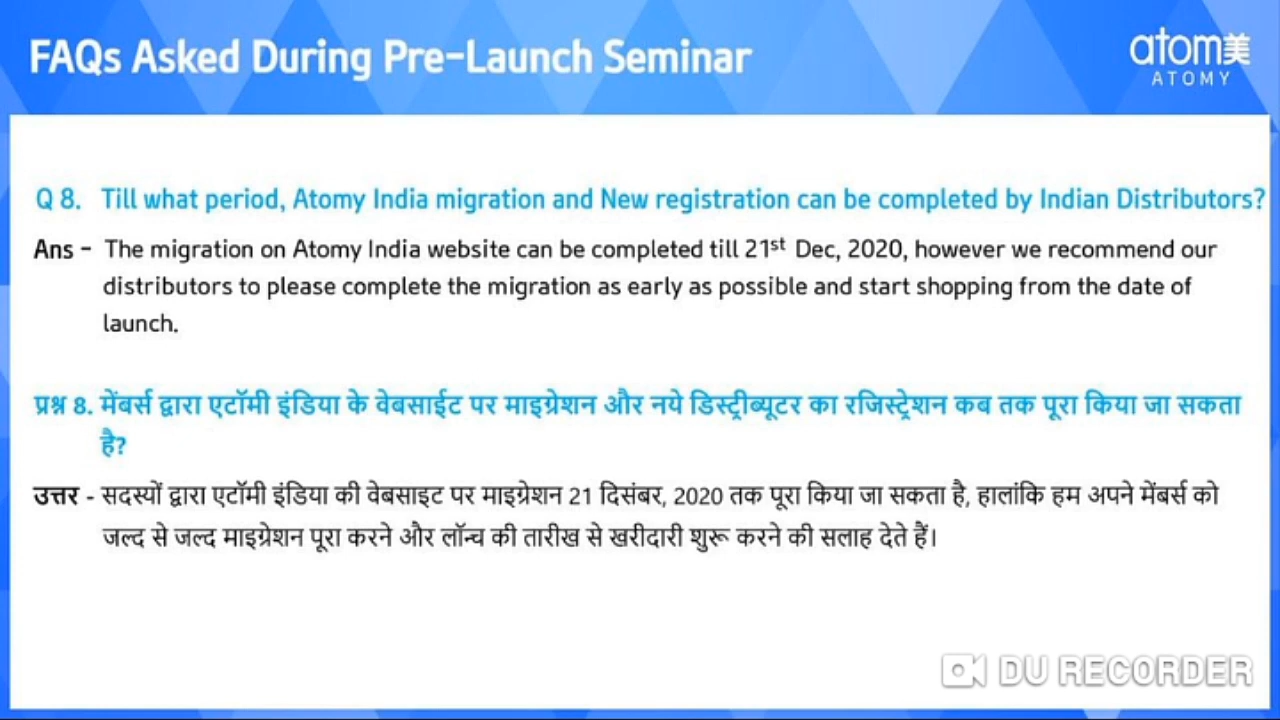 FAQs Asked During Pre-Launch Seminar
atom美
ATOMY
Q 8. Till what period, Atomy India migration and New registration can be completed by Indian Distributors?
Ans - The migration on Atomy India website can be completed till 21st Dec, 2020, however we recommend our
distributors to please complete the migration as early as possible and start shopping from the date of
launch.
प्रश्न 8. मेंबर्स द्वारा एटॉमी इंडिया के वेबसाईट पर माइग्रेशन और नये डिस्ट्रीब्यूटर का रजिस्ट्रेशन कब तक पूरा किया जा सकता
है?
उत्तर - सदस्यों द्वारा एटॉमी इंडिया की वेबसाइट पर माइग्रेशन 21 दिसंबर, 2020 तक पूरा किया जा सकता है, हालांकि हम अपने मेंबर्स को
जल्द से जल्द माइग्रेशन पूरा करने और लॉन्च की तारीख से खरीदारी शुरू करने की सलाह देते हैं।
DU RECORDER